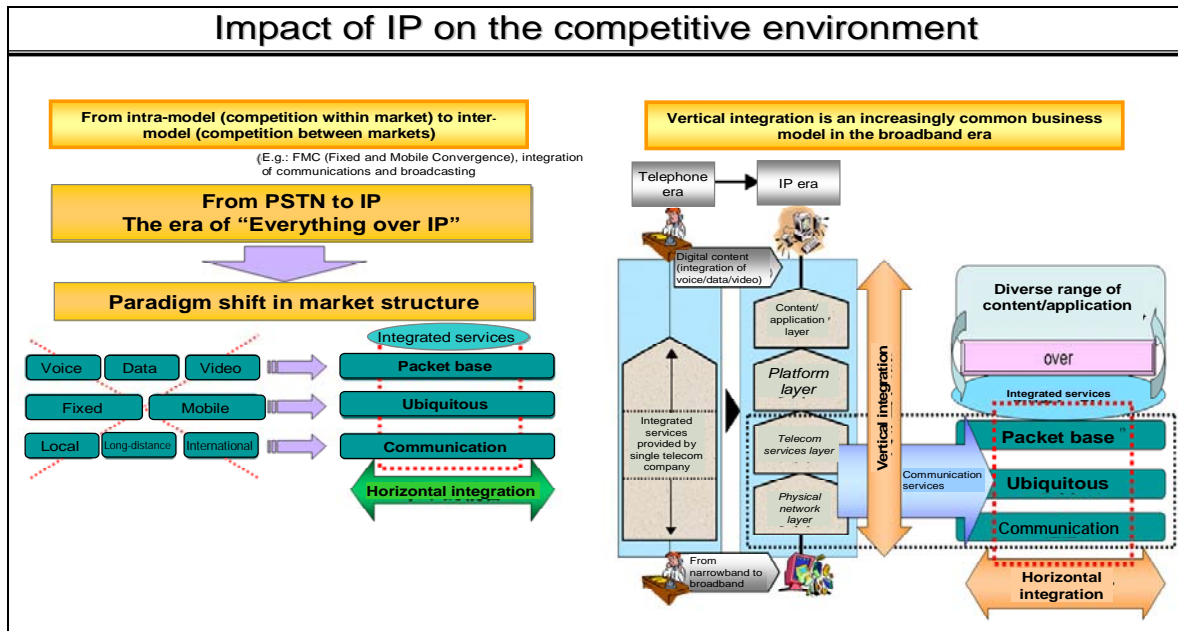 Impact of IP on the competitive environment
From intra-model (competition within market) to inter-
model (competition between markets)
(E.g.: FMC (Fixed and Mobile Convergence), integration
of communications and broadcasting
From PSTN to IP
The era of “Everything over IP”
Paradigm shift in market structure
Integrated services
Voice
Data
Video
Packet base
Fixed
Mobile
Ubiquitous
Local
Long-distance
International
Communication
Horizontal integration
Vertical integration is an increasingly common business
model in the broadband era
Telephone
era
IP era
Digital content
(integration of
voice/data/video)
Integrated
services
provided by
single telecom
company
Content/
application
layer
Platform
layer
Telecom
services layer
Physical
network
layer
From
narrowband to
broadband
Vertical integration
Communication
services
Diverse range of
content/application
over
Integrated services
Packet base
Ubiquitous
Communication
Horizontal
integration